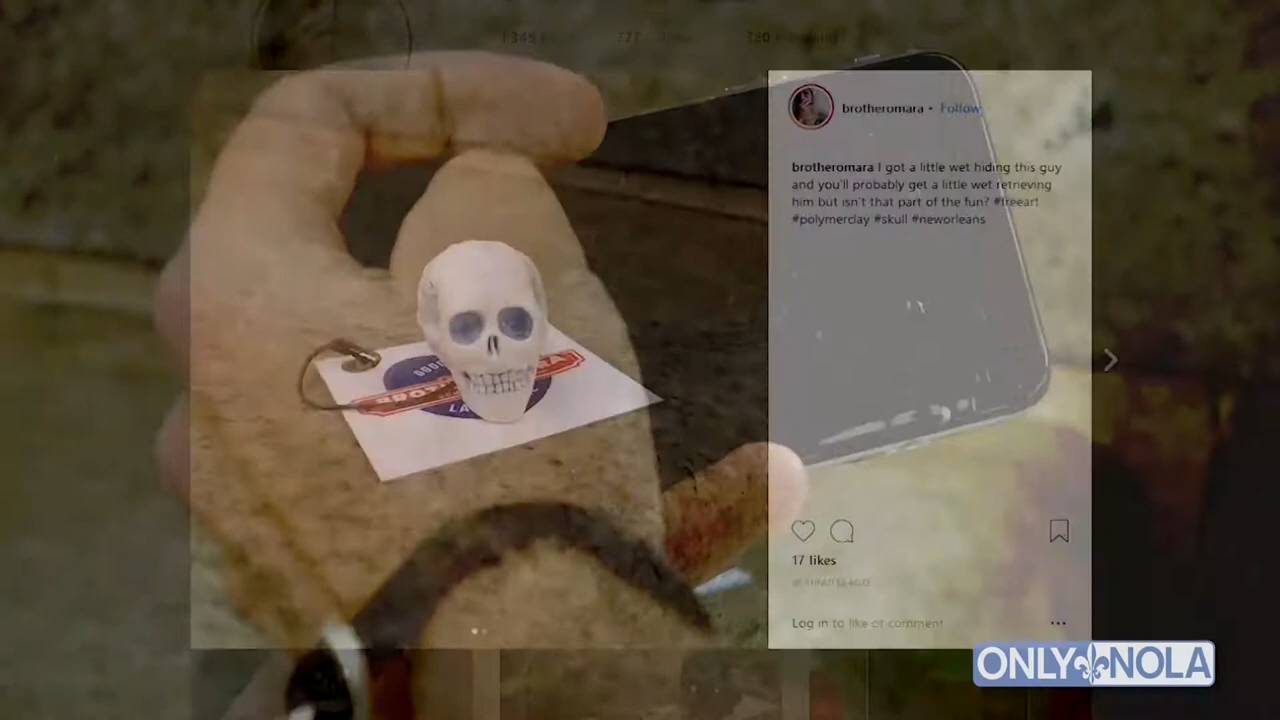 brotheromara • Follow
brotheromara I got a little wet hiding this guy
and you'll probably get a little wet retrieving
him but isn't that part of the fun? #freeart
#polymerclay #skull #neworleans
17 likes
Log in to like or comment
ONLY NOLA